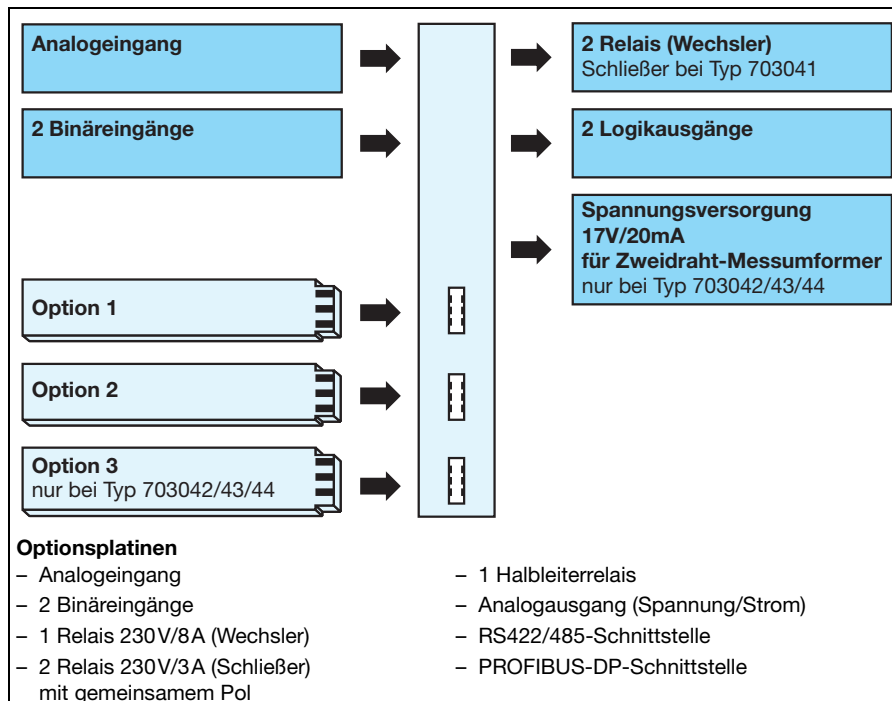 Analogeingang
2 Binäreingänge
2 Relais (Wechsler)
Schließer bei Typ 703041
2 Logikausgänge
Spannungsversorgung
17V/20mA
für Zweidraht-Messumformer
nur bei Typ 703042/43/44
Option 1
Option 2
Option 3
nur bei Typ 703042/43/44
Optionsplatinen
– Analogeingang
– 2 Binäreingänge
– 1 Relais 230V/8A (Wechsler)
– 2 Relais 230V/3A (Schließer)
mit gemeinsamem Pol
– 1 Halbleiterrelais
– Analogausgang (Spannung/Strom)
– RS422/485-Schnittstelle
– PROFIBUS-DP-Schnittstelle